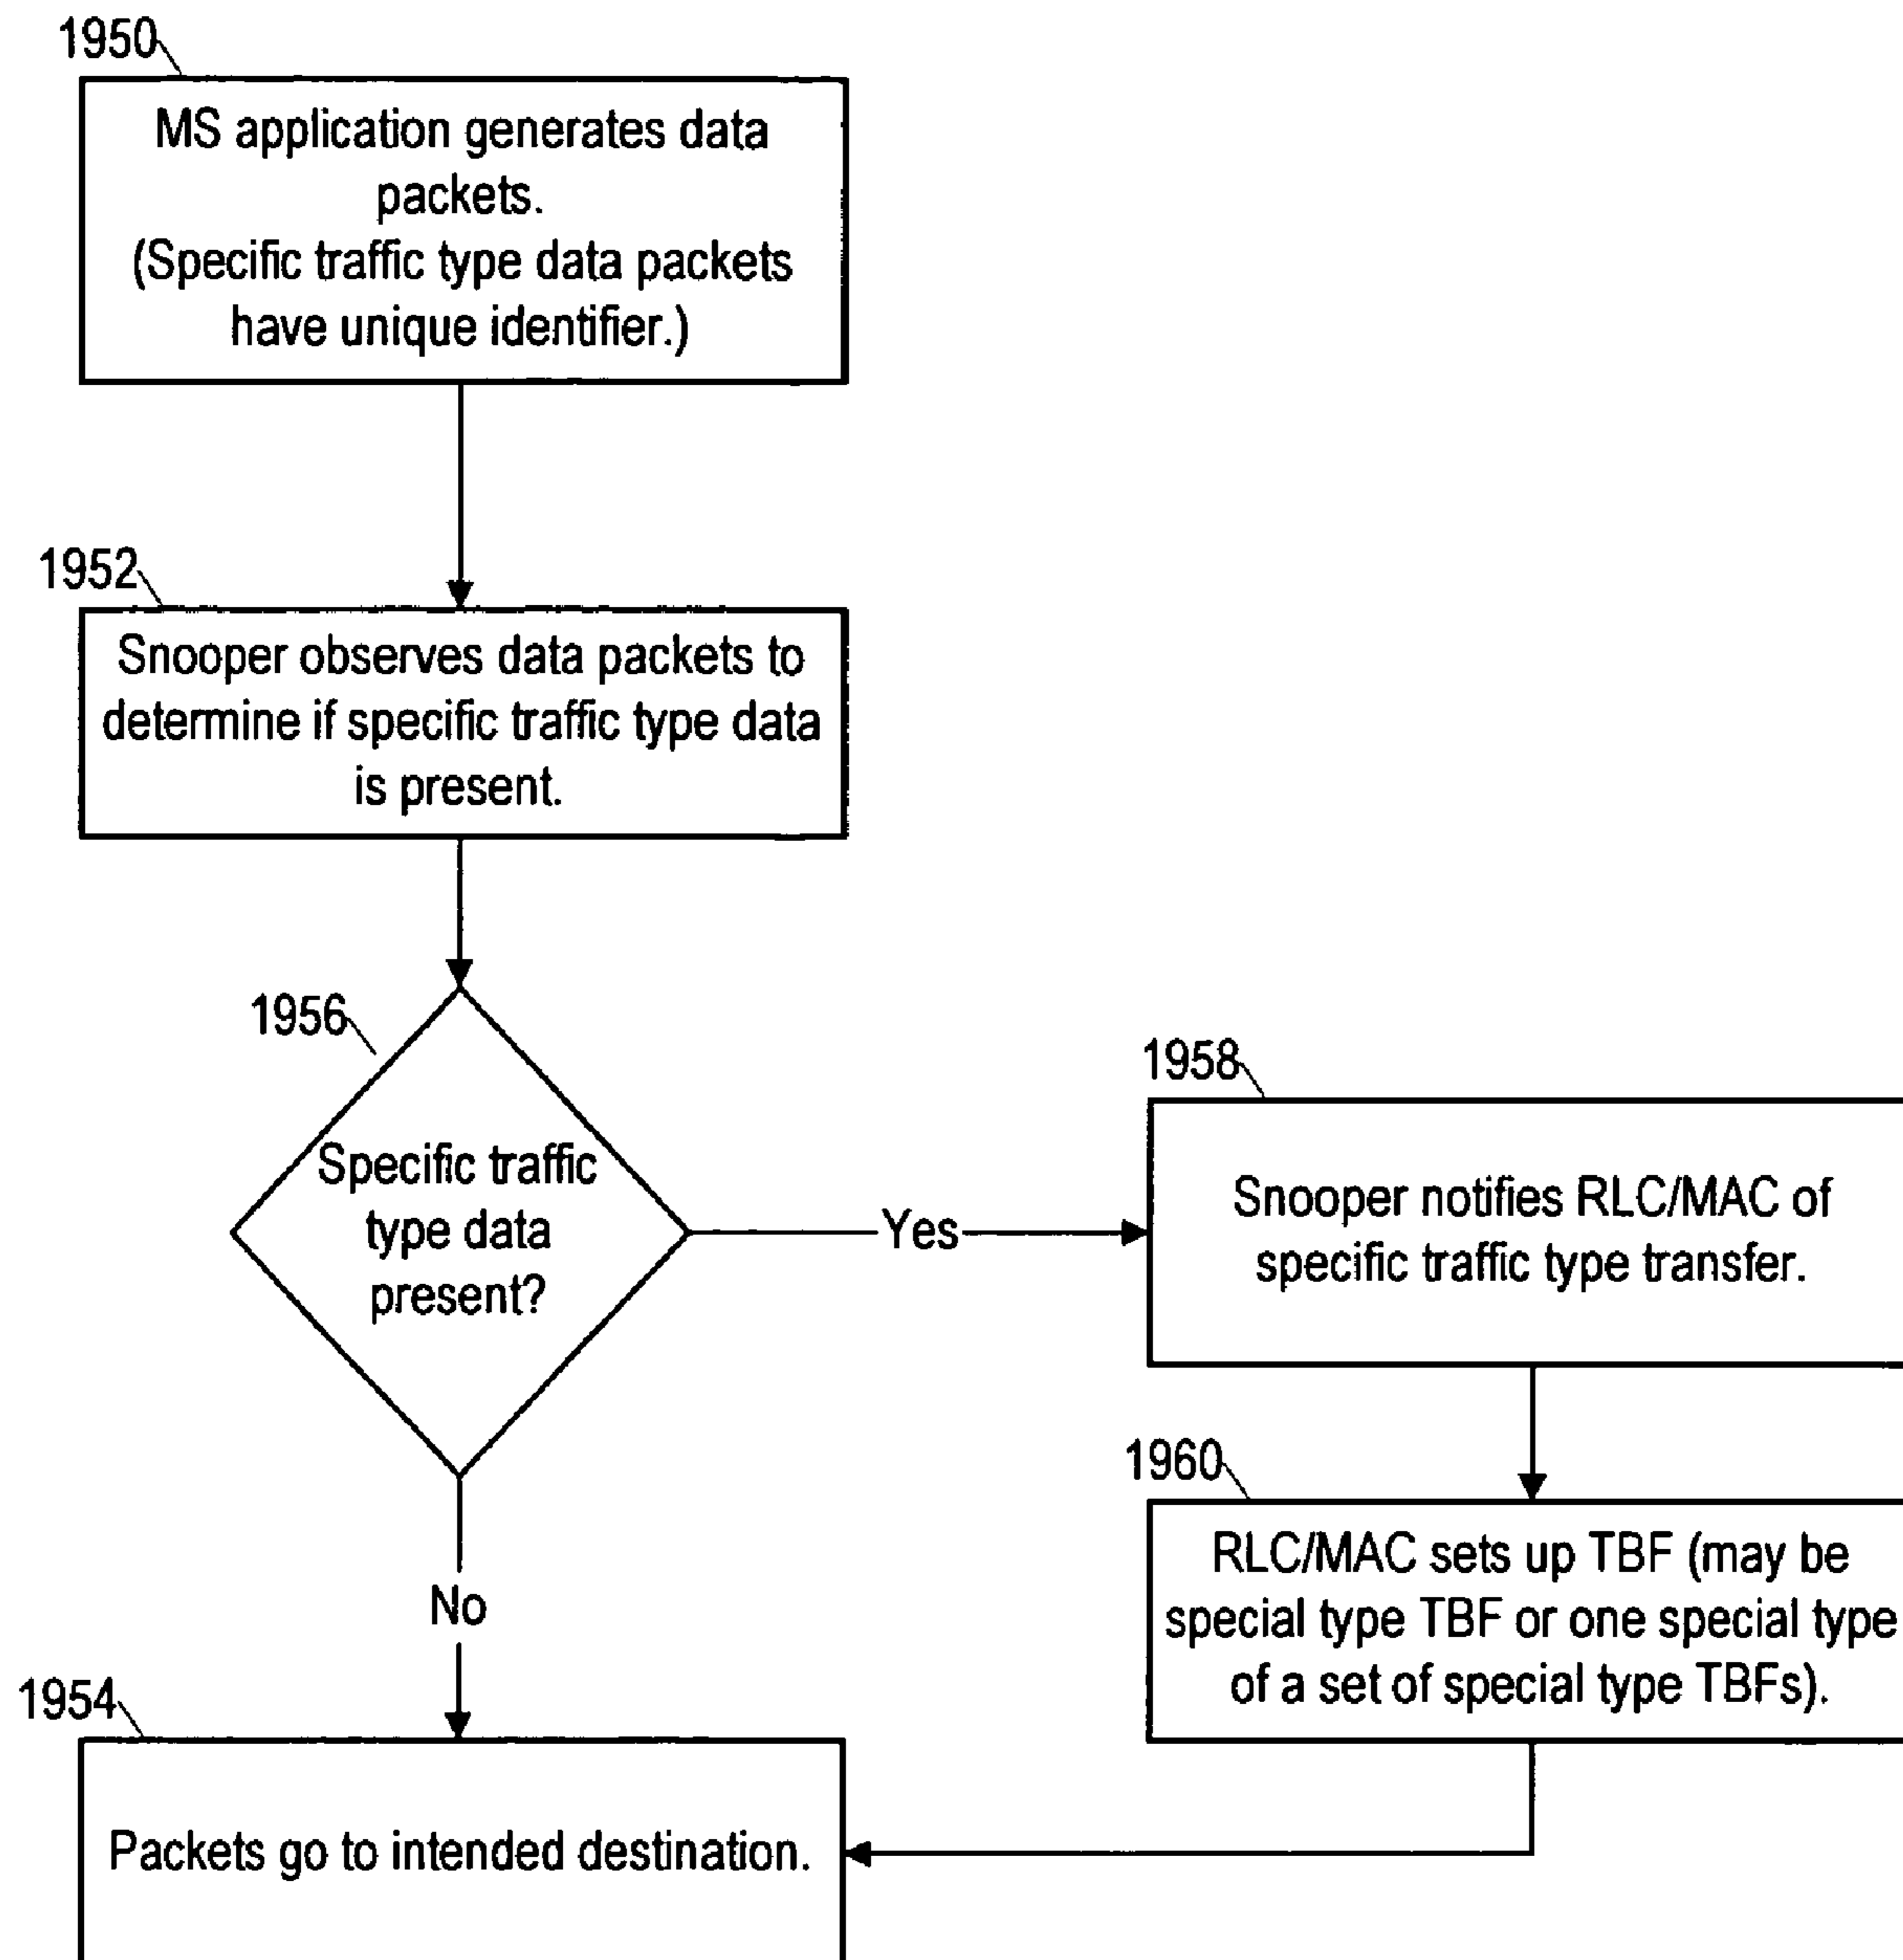 1950
MS application generates data
packets.
(Specific traffic type data packets
have unique identifier.)
1952
Snooper observes data packets to
determine if specific traffic type data
is present.
1956
Specific traffic
type data
present?
Yes
1958
Snooper notifies RLC/MAC of
specific traffic type transfer.
1960
RLC/MAC sets up TBF (may be
special type TBF or one special type
of a set of special type TBFs).
No
1954
Packets go to intended destination.